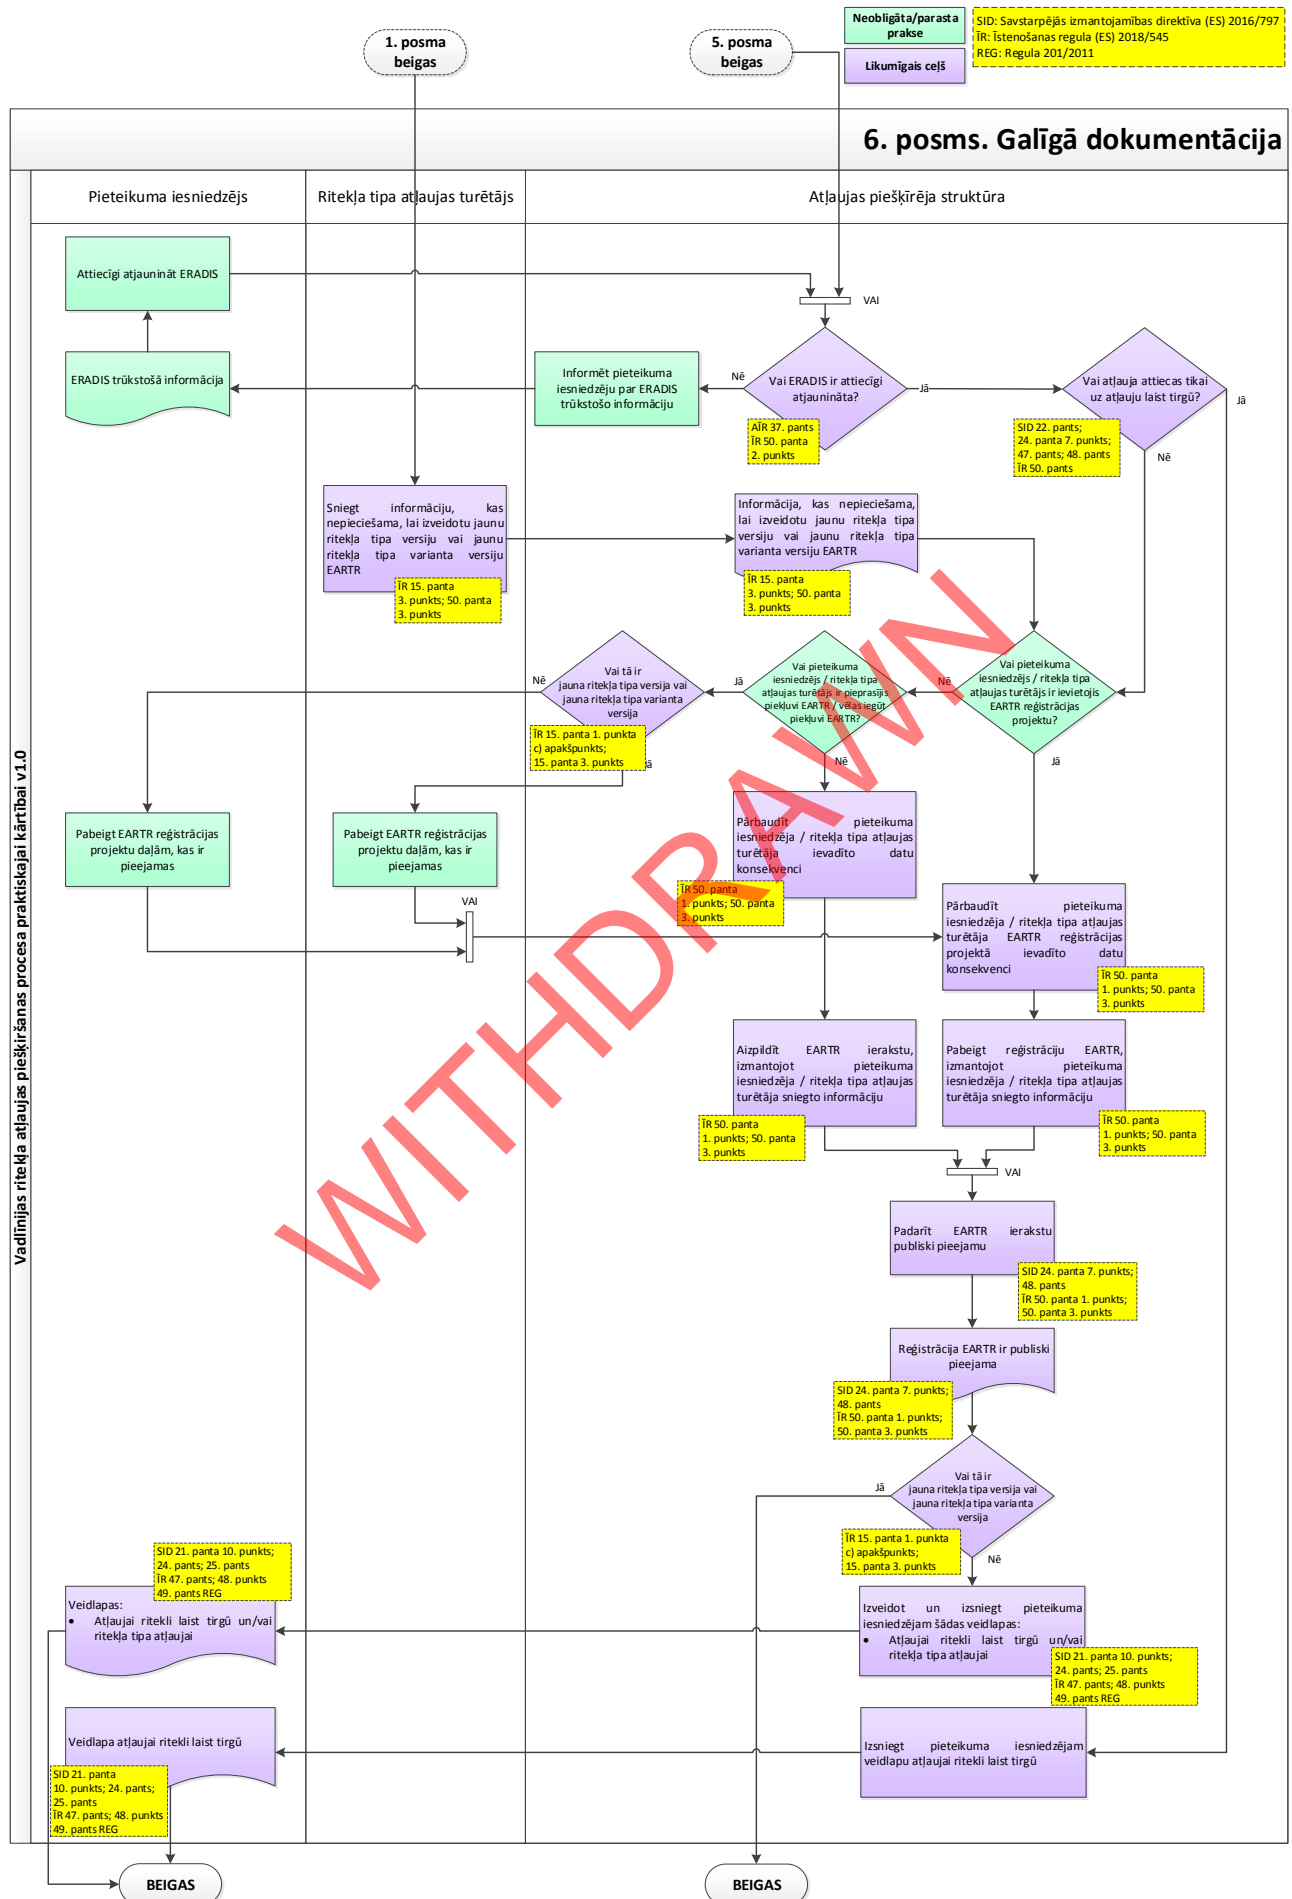 Neobligāta/parasta
prakse
Likumīgais ceļš
SID: Savstarpējās izmantojamības direktīva (ES) 2016/797
ĪR: Īstenošanas regula (ES) 2018/545
REG: Regula 201/2011
1. posma
beigas
5. posma
beigas
6. posms. Galīgā dokumentācija
Vadlīnijas ritekļa atļaujas piešķiršanas procesa praktiskajai kārtībai v1.0
Pieteikuma iesniedzējs
Ritekļa tipa atļaujas turētājs
Atļaujas piešķīrēja struktūra
Attiecīgi atjaunināt ERADIS
VAI
ERADIS trūkstošā informācija
Informēt pieteikuma
iesniedzēju par ERADIS
trūkstošo informāciju
Nē
Vai ERADIS ir attiecīgi
atjaunināta?
Jā
AĪR 37. pants
ĪR 50. panta
2. punkts
Vai atļauja attiecas tikai
uz atļauju laist tirgū?
Jā
SID 22. pants;
24. panta 7. punkts;
47. pants; 48. pants
ĪR 50. pants
Nē
Sniegt informāciju, kas
nepieciešama, lai izveidotu jaunu
ritekļa tipa versiju vai jaunu
ritekļa tipa varianta versiju
EARTR
ĪR 15. panta
3. punkts; 50. panta
3. punkts
Informācija, kas nepieciešama,
lai izveidotu jaunu ritekļa tipa
versiju vai jaunu ritekļa tipa
varianta versiju EARTR
ĪR 15. panta
3. punkts; 50. panta
3. punkts
Nē
Vai tā ir
jauna ritekļa tipa versija vai
jauna ritekļa tipa varianta
versija
ĪR 15. panta 1. punkta
c) apakšpunkts;
15. panta 3. punkts
Jā
Jā
Vai pieteikuma
iesniedzējs / ritekļa tipa
atļaujas turētājs ir pieprasījis
piekļuvi EARTR / vēlas iegūt
piekļuvi EARTR?
Nē
Nē
Vai pieteikuma
iesniedzējs / ritekļa tipa
atļaujas turētājs ir ievietojis
EARTR reģistrācijas
projektu?
Jā
Pabeigt EARTR reģistrācijas
projektu daļām, kas ir
pieejamas
Pabeigt EARTR reģistrācijas
projektu daļām, kas ir
pieejamas
VAI
Pārbaudīt pieteikuma
iesniedzēja / ritekļa tipa atļaujas
turētāja ievadīto datu
konsekvenci
ĪR 50. panta
1. punkts; 50. panta
3. punkts
Pārbaudīt pieteikuma
iesniedzēja / ritekļa tipa atļaujas
turētāja EARTR reģistrācijas
projektā ievadīto datu
konsekvenci
ĪR 50. panta
1. punkts; 50. panta
3. punkts
Aizpildīt EARTR ierakstu,
izmantojot pieteikuma
iesniedzēja / ritekļa tipa atļaujas
turētāja sniegto informāciju
ĪR 50. panta
1. punkts; 50. panta
3. punkts
Pabeigt reģistrāciju EARTR,
izmantojot pieteikuma
iesniedzēja / ritekļa tipa atļaujas
turētāja sniegto informāciju
ĪR 50. panta
1. punkts; 50. panta
3. punkts
VAI
Padarīt EARTR ierakstu
publiski pieejamu
SID 24. panta 7. punkts;
48. pants
ĪR 50. panta 1. punkts;
50. panta 3. punkts
Reģistrācija EARTR ir publiski
pieejama
SID 24. panta 7. punkts;
48. pants
ĪR 50. panta 1. punkts;
50. panta 3. punkts
Jā
Vai tā ir
jauna ritekļa tipa versija vai
jauna ritekļa tipa varianta
versija
ĪR 15. panta 1. punkta
c) apakšpunkts;
15. panta 3. punkts
Nē
SID 21. panta 10. punkts;
24. pants; 25. pants
ĪR 47. pants; 48. punkts
49. pants REG
Veidlapas:
• Atļaujai ritekli laist tirgū un/vai
ritekļa tipa atļaujai
Izveidot un izsniegt pieteikuma
iesniedzējam šādas veidlapas:
• Atļaujai ritekli laist tirgū un/vai
ritekļa tipa atļaujai
SID 21. panta 10. punkts;
24. pants; 25. pants
ĪR 47. pants; 48. punkts
49. pants REG
Veidlapa atļaujai ritekli laist tirgū
SID 21. panta
10. punkts; 24. pants;
25. pants
ĪR 47. pants; 48. punkts
49. pants REG
Izsniegt pieteikuma iesniedzējam
veidlapu atļaujai ritekli laist tirgū
BEIGAS
BEIGAS
WITHDRAWN